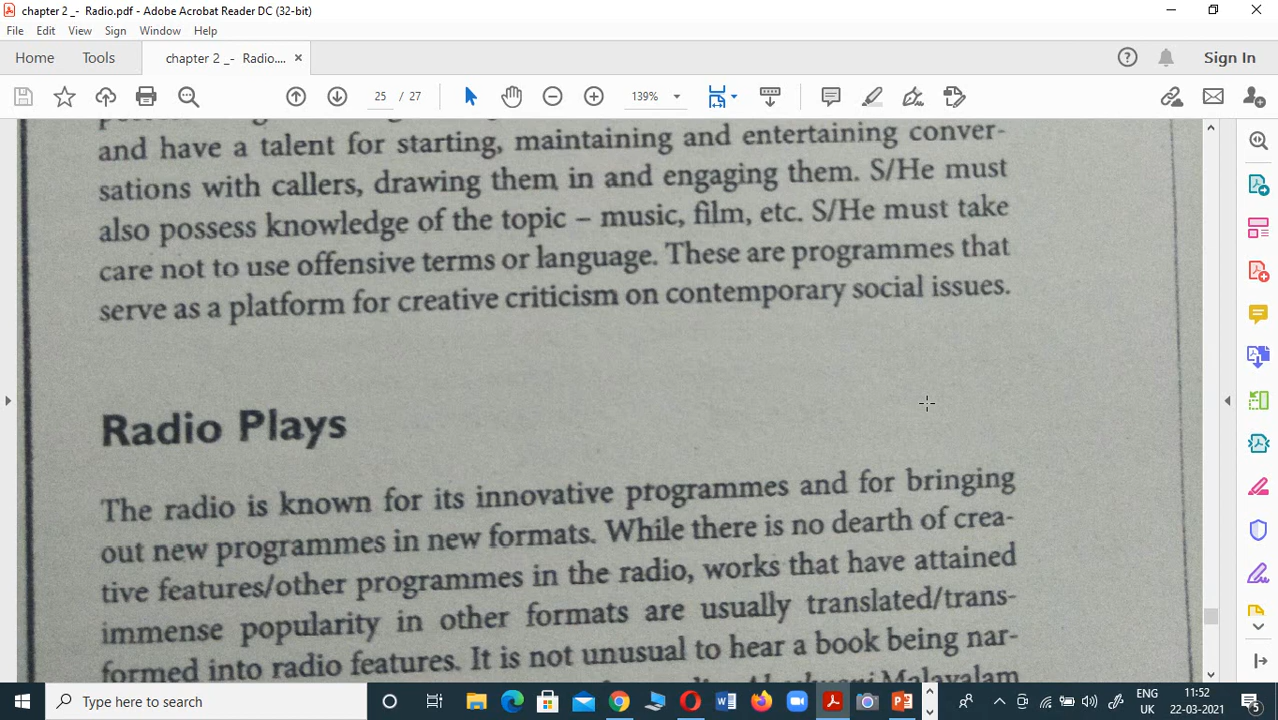 chapter 2 _- Radio.pdf - Adobe Acrobat Reader DC (32-bit)
File Edit View Sign Window Help
Home Tools chapter 2 _- Radio.... Sign In
25 / 27 139%
and have a talent for starting, maintaining and entertaining conver-
sations with callers, drawing them in and engaging them. S/He must
also possess knowledge of the topic – music, film, etc. S/He must take
care not to use offensive terms or language. These are programmes that
serve as a platform for creative criticism on contemporary social issues.
Radio Plays
The radio is known for its innovative programmes and for bringing
out new programmes in new formats. While there is no dearth of crea-
tive features/other programmes in the radio, works that have attained
immense popularity in other formats are usually translated/trans-
formed into radio features. It is not unusual to hear a book being nar-
Malayalam
Type here to search
ENG 11:52
UK 22-03-2021 5